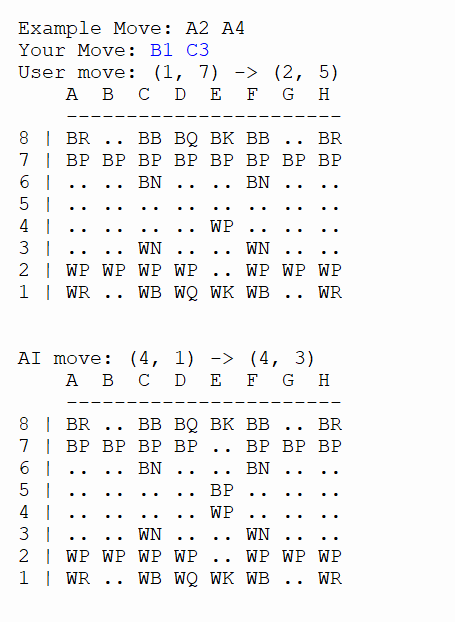 Example Move: A2 A4
Your Move: B1 C3
User move: (1, 7) -> (2, 5)
A B C D E F G H
-----------------------
8 | BR .. BB BQ BK BB .. BR
7 | BP BP BP BP BP BP BP BP
6 | .. .. BN .. .. BN .. ..
5 | .. .. .. .. .. .. .. ..
4 | .. .. .. .. WP .. .. ..
3 | .. .. WN .. .. WN .. ..
2 | WP WP WP WP .. WP WP WP
1 | WR .. WB WQ WK WB .. WR
AI move: (4, 1) -> (4, 3)
A B C D E F G H
-----------------------
8 | BR .. BB BQ BK BB .. BR
7 | BP BP BP BP .. BP BP BP
6 | .. .. BN .. .. BN .. ..
5 | .. .. .. .. BP .. .. ..
4 | .. .. .. .. WP .. .. ..
3 | .. .. WN .. .. WN .. ..
2 | WP WP WP WP .. WP WP WP
1 | WR .. WB WQ WK WB .. WR